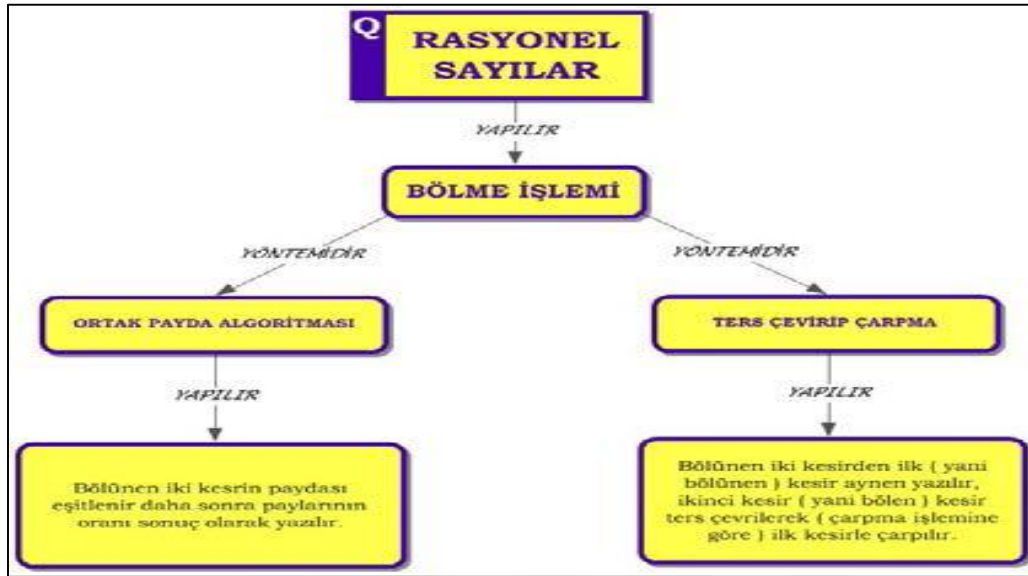 Q
RASYONEL
SAYILAR
YAPILIR
BÖLME İŞLEMİ
YÖNTEMİDİR
YÖNTEMİDİR
ORTAK PAYDA ALGORİTMASI
TERS ÇEVİRİP ÇARPMA
YAPILIR
YAPILIR
Bölünen iki kesrin paydası
eşitlenir daha sonra paylarının
oranı sonuç olarak yazılır.
Bölünen iki kesirden ilk ( yani
bölünen ) kesir aynen yazılır,
ikinci kesir ( yani bölen ) kesir
ters çevrilerek ( çarpma işlemine
göre ) ilk kesirle çarpılır.